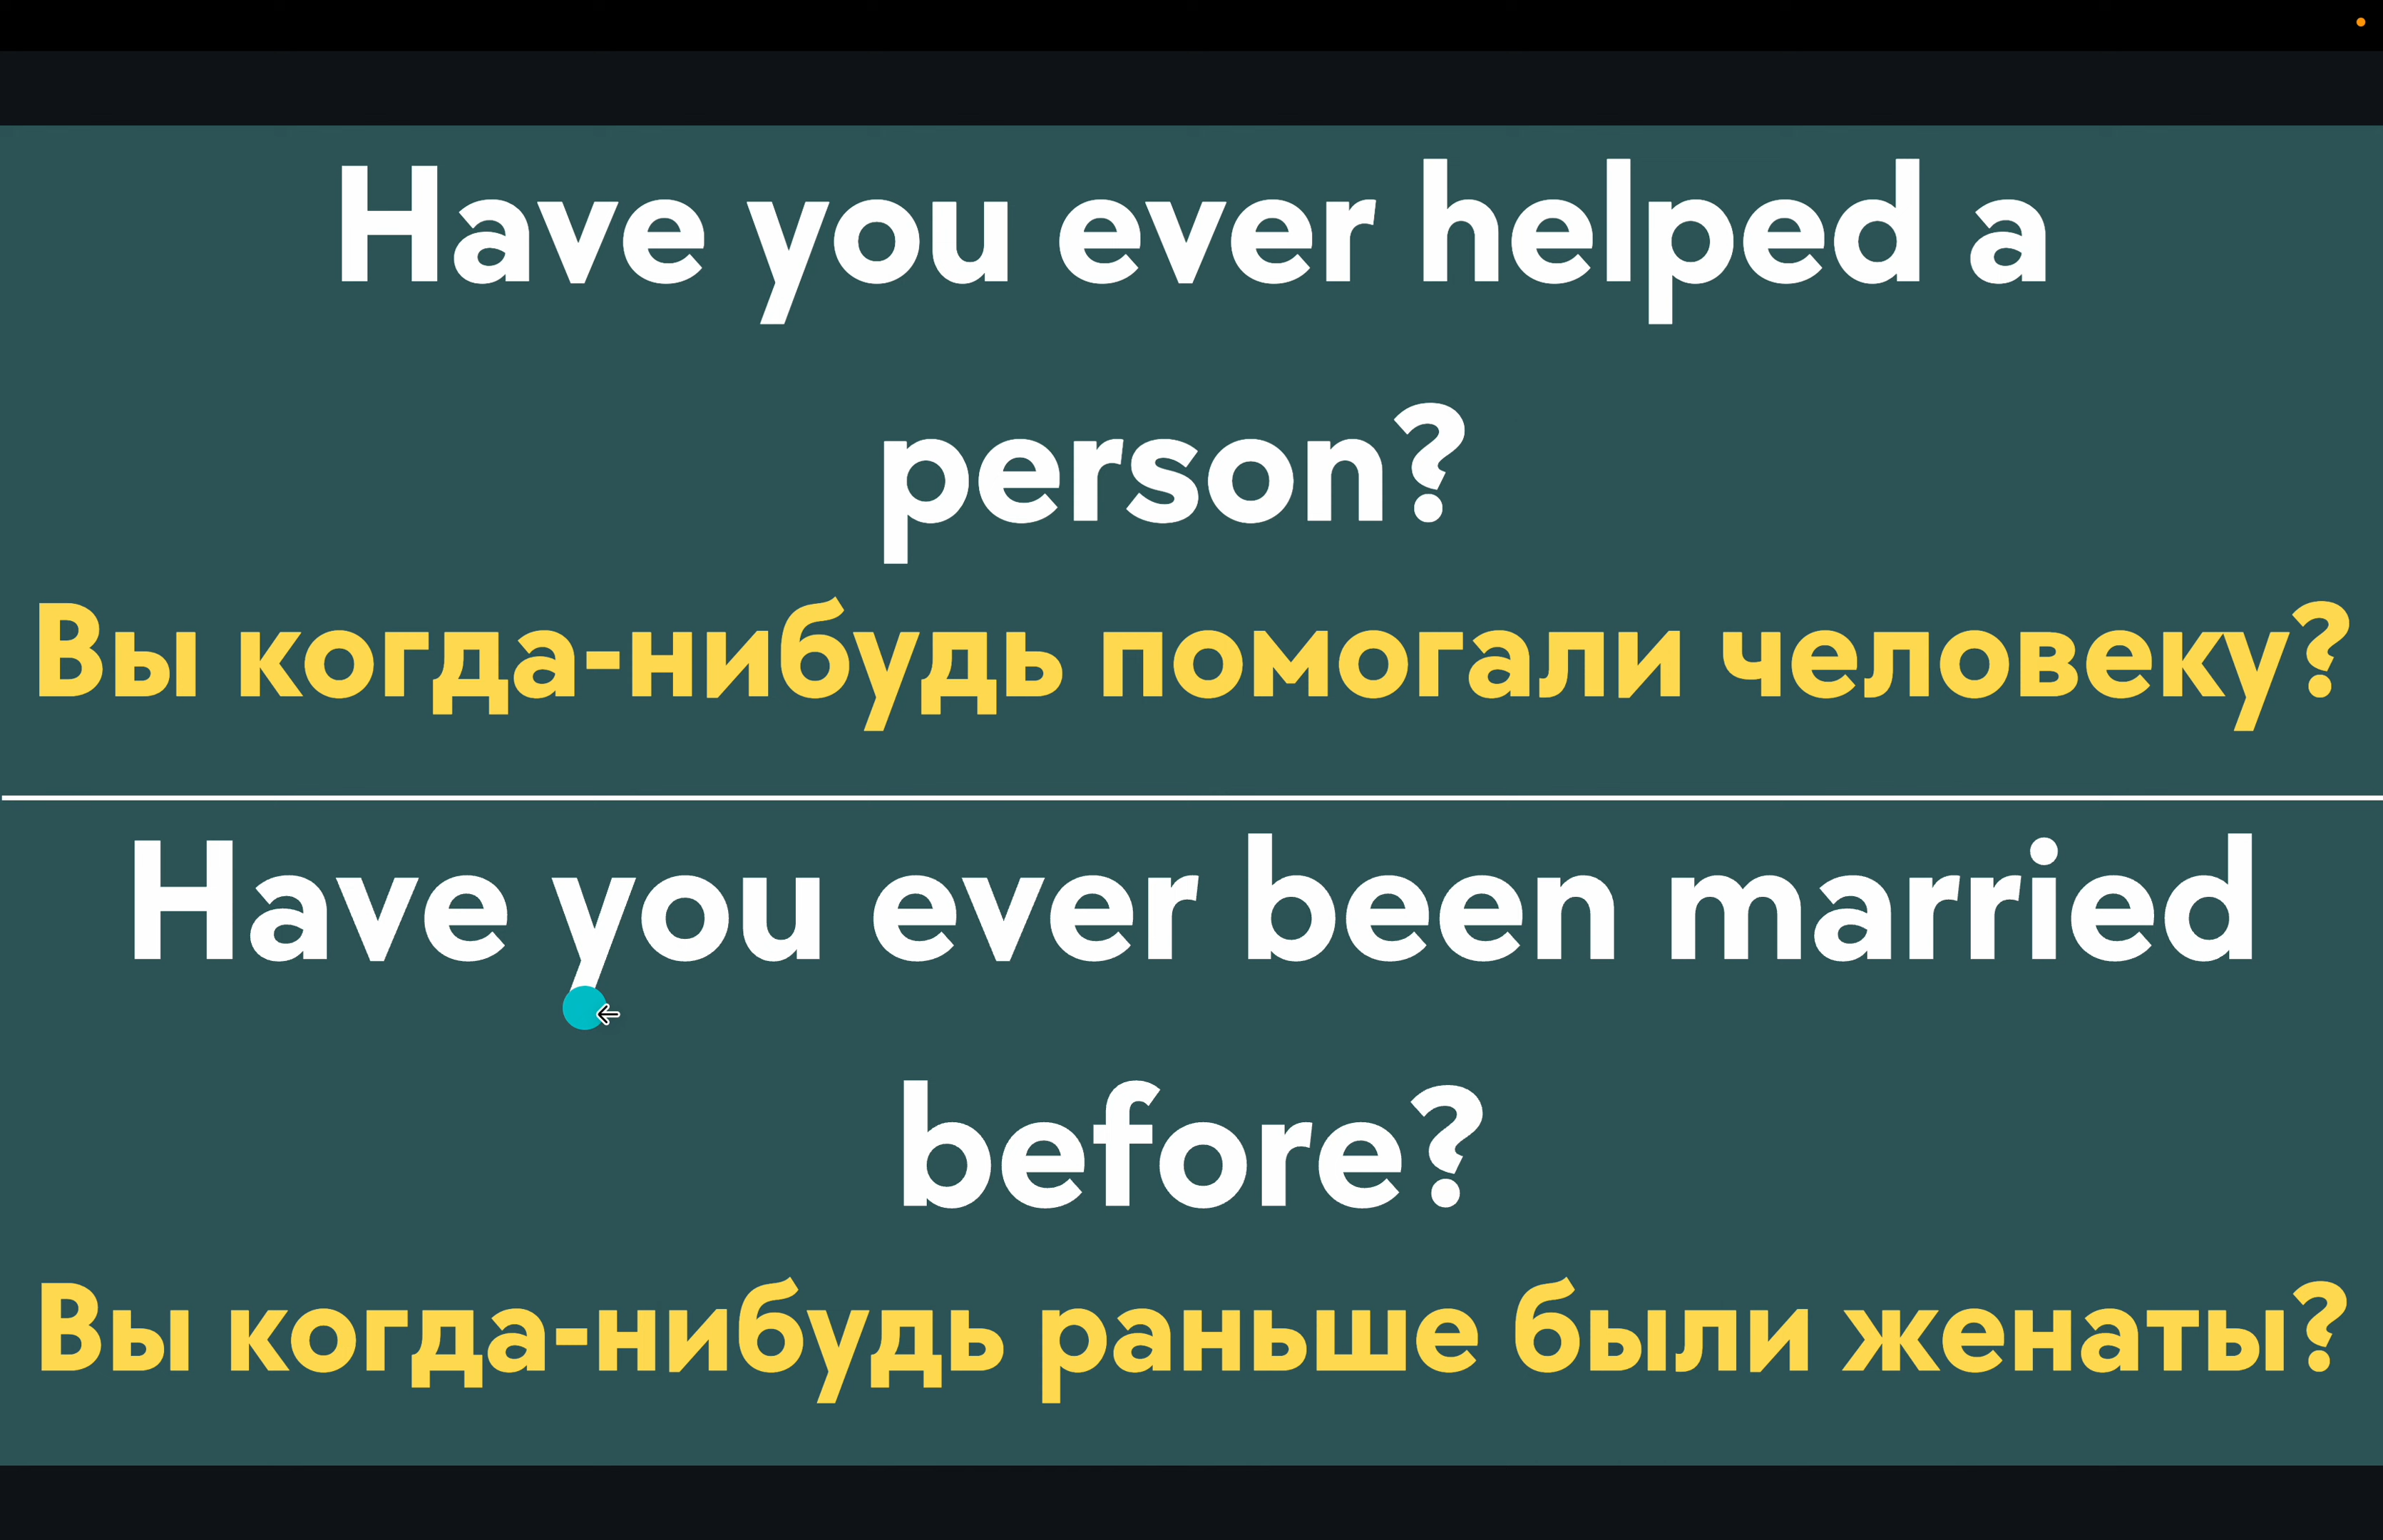 Have you ever helped a
person?
Вы когда-нибудь помогали человеку?
Have you ever been married
before?
Вы когда-нибудь раньше были женаты?